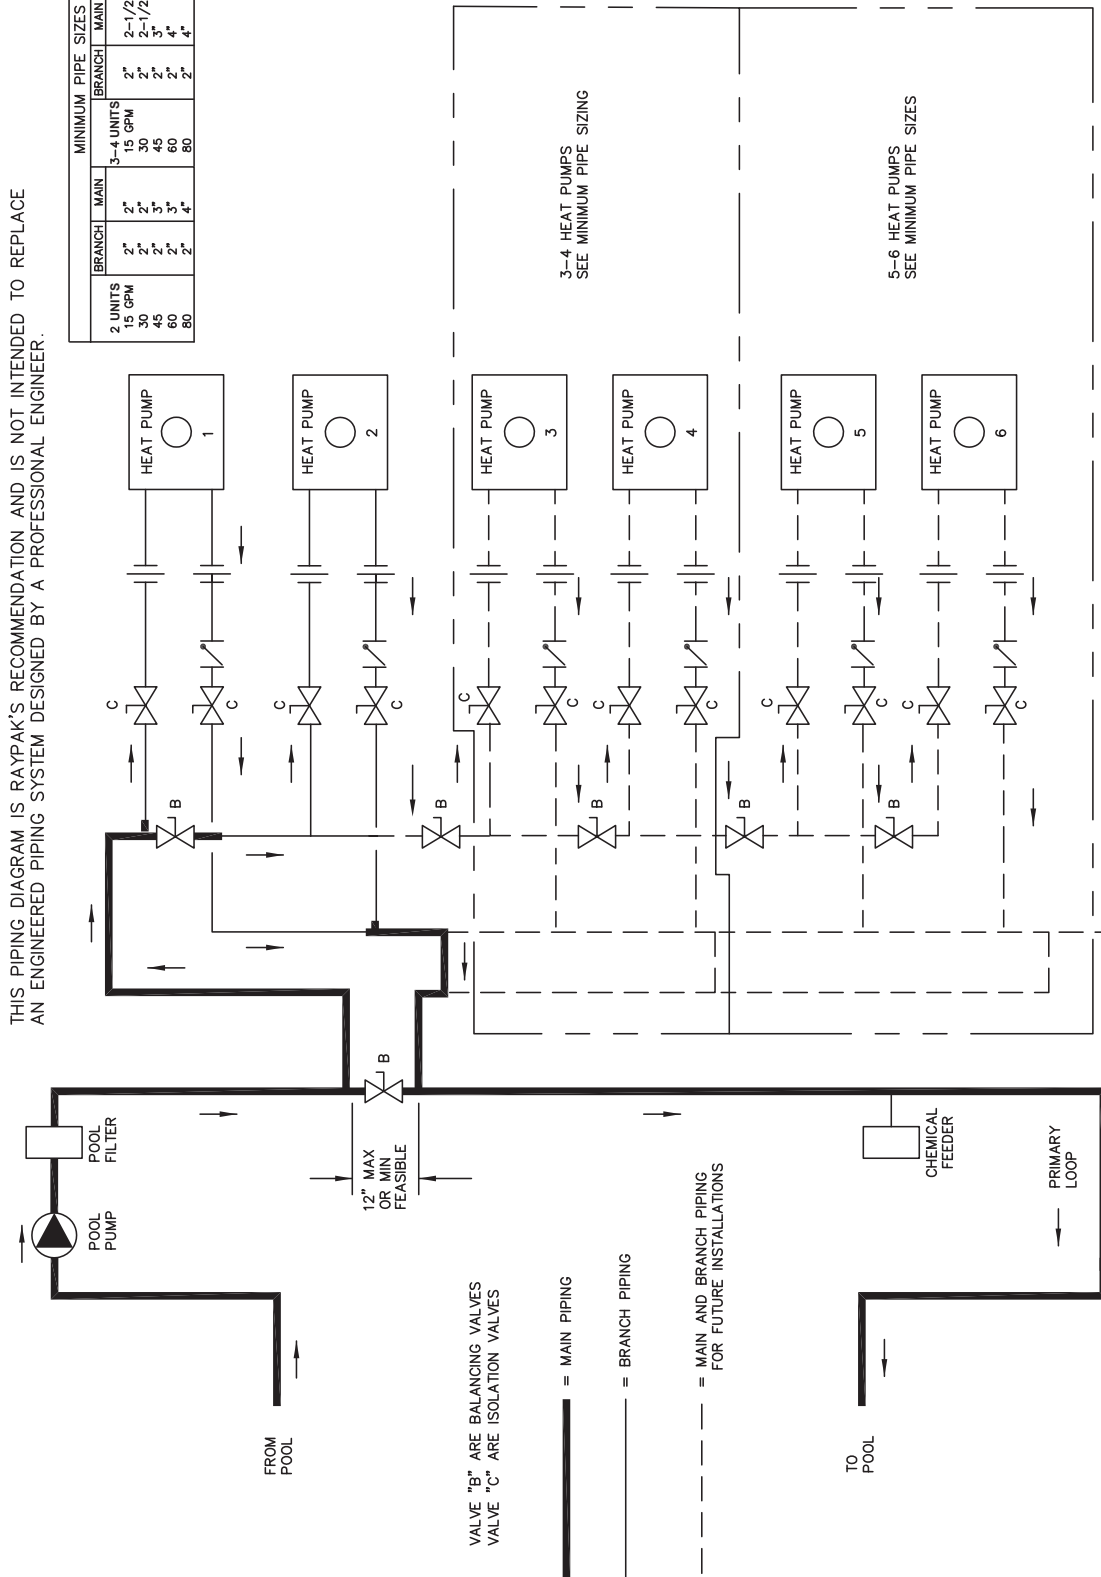 THIS PIPING DIAGRAM IS RAYPAK'S RECOMMENDATION AND IS NOT INTENDED TO REPLACE
AN ENGINEERED PIPING SYSTEM DESIGNED BY A PROFESSIONAL ENGINEER.
MINIMUM PIPE SIZES
BRANCH MAIN BRANCH MAIN
2 UNITS 3-4 UNITS
15 GPM 2" 2" 15 GPM 2" 2-1/2
30 2" 2" 30 2" 2-1/2
45 2" 3" 45 2" 3"
60 2" 3" 60 2" 4"
80 2" 4" 80 2" 4"
HEAT PUMP
1
HEAT PUMP
2
HEAT PUMP
3
HEAT PUMP
4
HEAT PUMP
5
HEAT PUMP
6
C
C
C
C
C
C
C
C
C
C
C
C
B
B
B
B
B
B
3-4 HEAT PUMPS
SEE MINIMUM PIPE SIZING
5-6 HEAT PUMPS
SEE MINIMUM PIPE SIZES
POOL
PUMP
POOL
FILTER
12" MAX
OR MIN
FEASIBLE
CHEMICAL
FEEDER
PRIMARY
LOOP
FROM
POOL
TO
POOL
VALVE "B" ARE BALANCING VALVES
VALVE "C" ARE ISOLATION VALVES
= MAIN PIPING
= BRANCH PIPING
= MAIN AND BRANCH PIPING
FOR FUTURE INSTALLATIONS